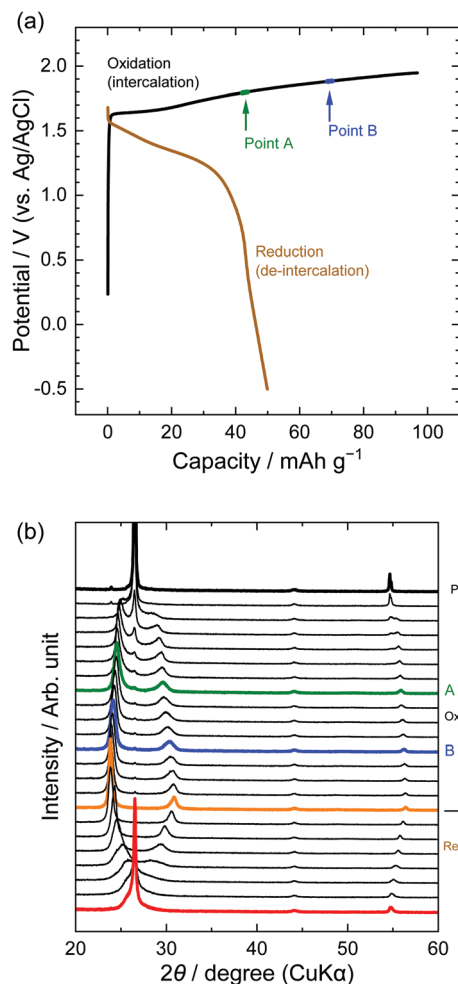 (a)
Oxidation
(intercalation)
Point A
Point B
Reduction
(de-intercalation)
2.0
1.5
1.0
0.5
0.0
-0.5
Potential / V (vs. Ag/AgCl)
0 20 40 60 80 100
Capacity / mAh g⁻¹
(b)
P
A
Ox
B
Re
Intensity / Arb. unit
20 30 40 50 60
2θ / degree (CuKα)